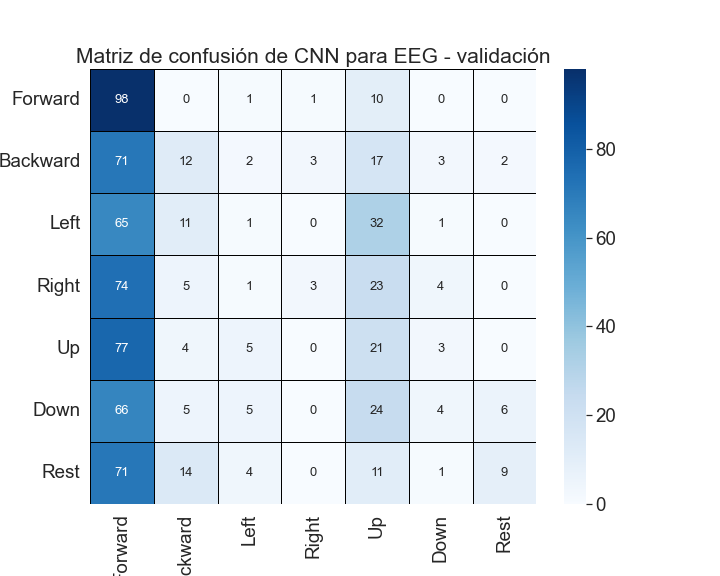 Matriz de confusión de CNN para EEG - validación
Forward 98 0 1 1 10 0 0
Backward 71 12 2 3 17 3 2
Left 65 11 1 0 32 1 0
Right 74 5 1 3 23 4 0
Up 77 4 5 0 21 3 0
Down 66 5 5 0 24 4 6
Rest 71 14 4 0 11 1 9
Forward ckward Left Right Up Down Rest
80
60
40
20
0